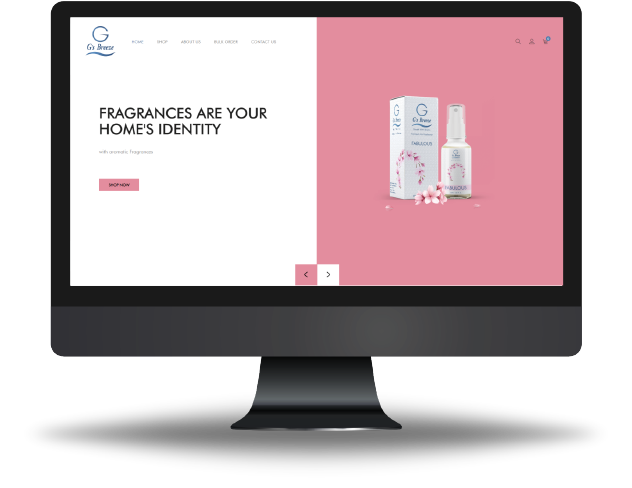 G
G's Breeze
HOME SHOP ABOUT US BULK ORDER CONTACT US
FRAGRANCES ARE YOUR
HOME'S IDENTITY
with aromatic Fragrances
SHOP NOW
G
G's Breeze
FABULOUS
G's Breeze
FABULOUS